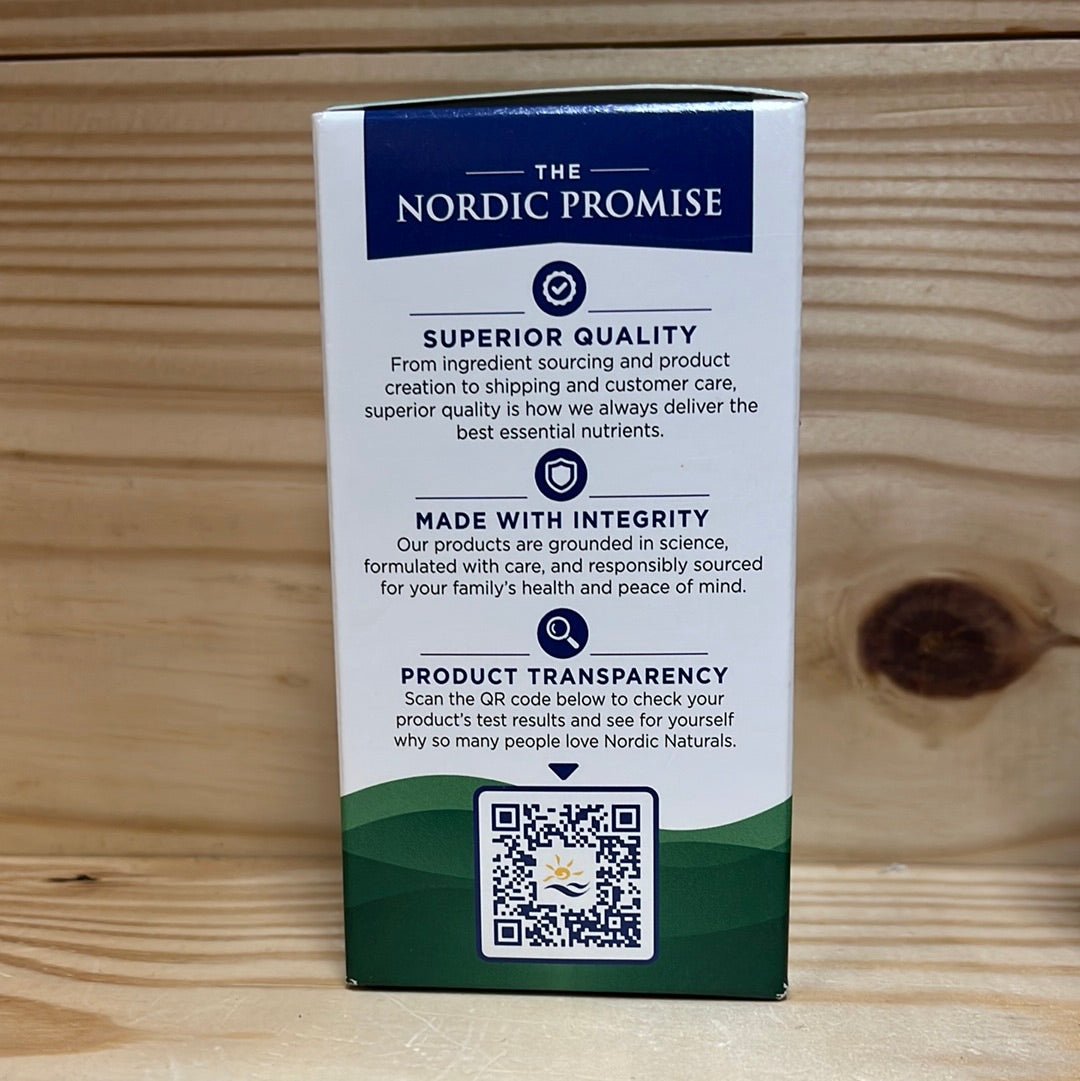 THE
NORDIC PROMISE
SUPERIOR QUALITY
From ingredient sourcing and product
creation to shipping and customer care,
superior quality is how we always deliver the
best essential nutrients.
MADE WITH INTEGRITY
Our products are grounded in science,
formulated with care, and responsibly sourced
for your family's health and peace of mind.
PRODUCT TRANSPARENCY
Scan the QR code below to check your
product's test results and see for yourself
why so many people love Nordic Naturals.